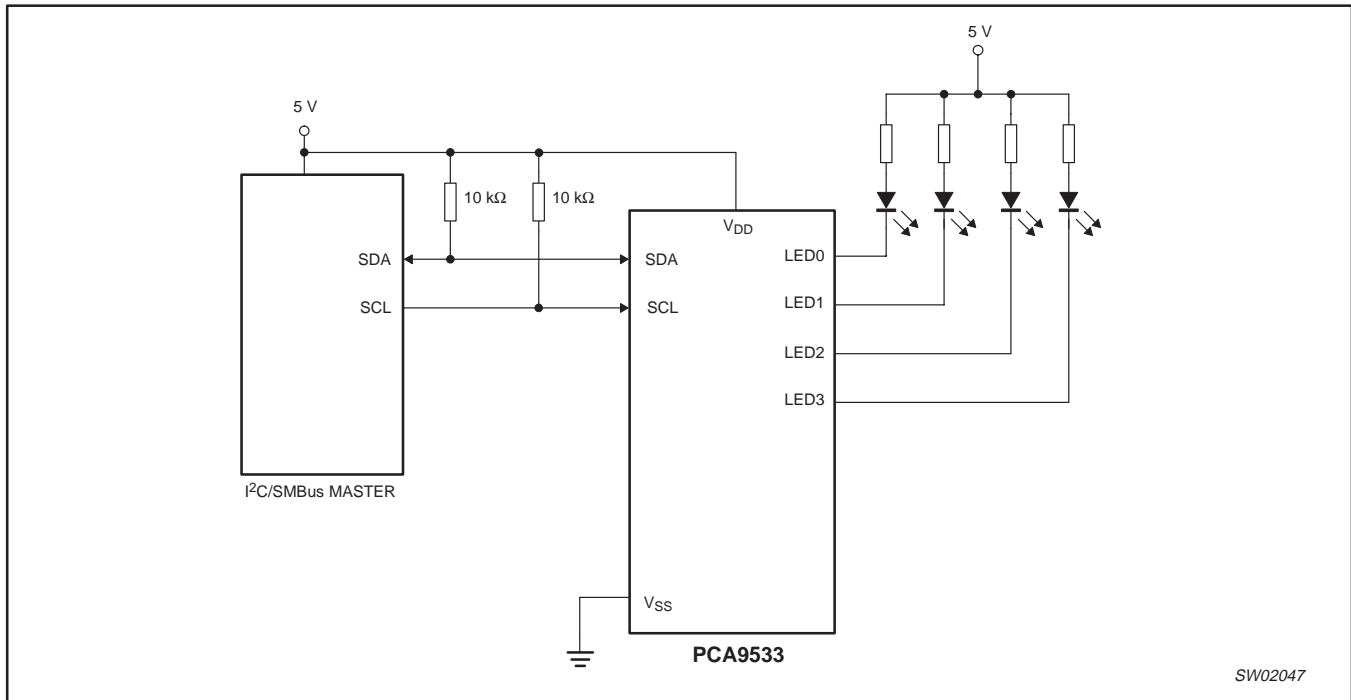 5 V
5 V
10 kΩ
10 kΩ
VDD
SDA
SDA
LED0
SCL
SCL
LED1
LED2
LED3
I²C/SMBus MASTER
VSS
PCA9533
SW02047